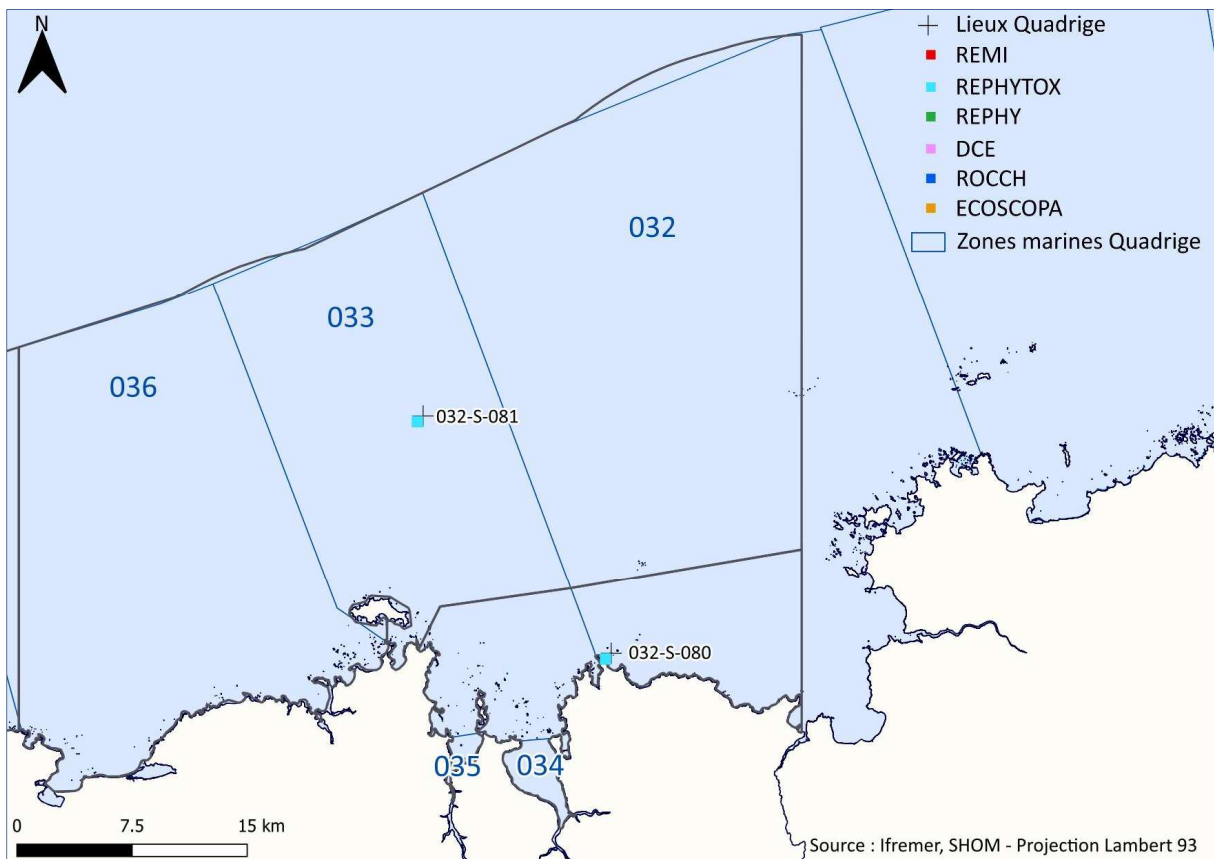 N
Lieux Quadrige
REMI
REPHYTOX
REPHY
DCE
ROCCH
ECOSCOPA
Zones marines Quadrige
032
033
036
032-S-081
032-S-080
035
034
0
7.5
15 km
Source : Ifremer, SHOM - Projection Lambert 93